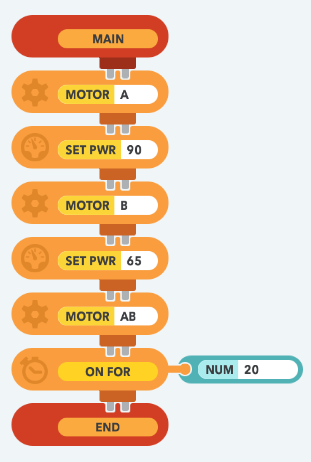 MAIN
MOTOR A
SET PWR 90
MOTOR B
SET PWR 65
MOTOR AB
ON FOR NUM 20
END